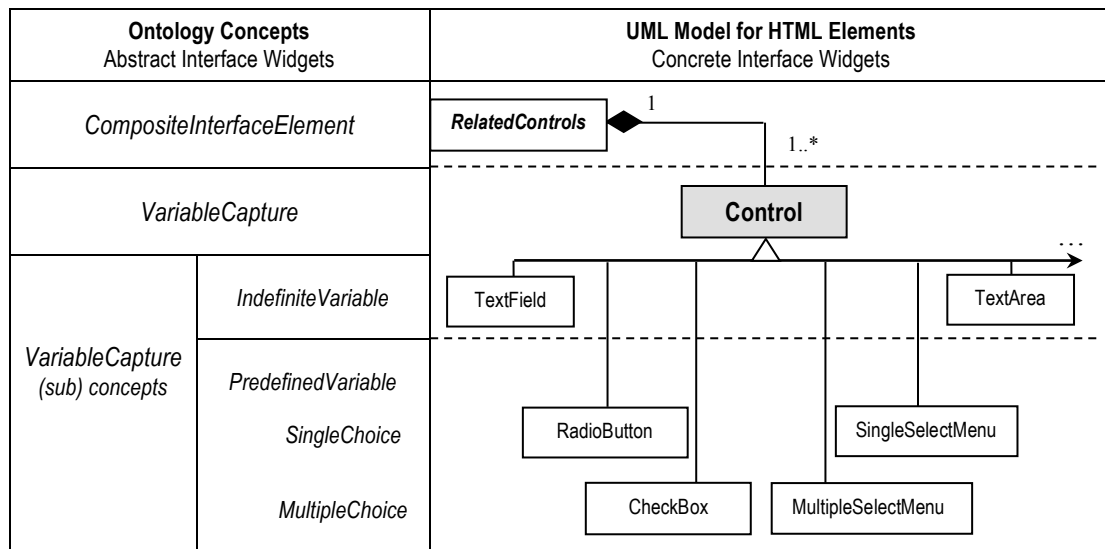 Ontology Concepts
Abstract Interface Widgets
UML Model for HTML Elements
Concrete Interface Widgets
CompositeInterfaceElement
RelatedControls
1
1..*
VariableCapture
Control
...
VariableCapture
(sub) concepts
IndefiniteVariable
TextField
TextArea
PredefinedVariable
SingleChoice
RadioButton
SingleSelectMenu
MultipleChoice
CheckBox
MultipleSelectMenu